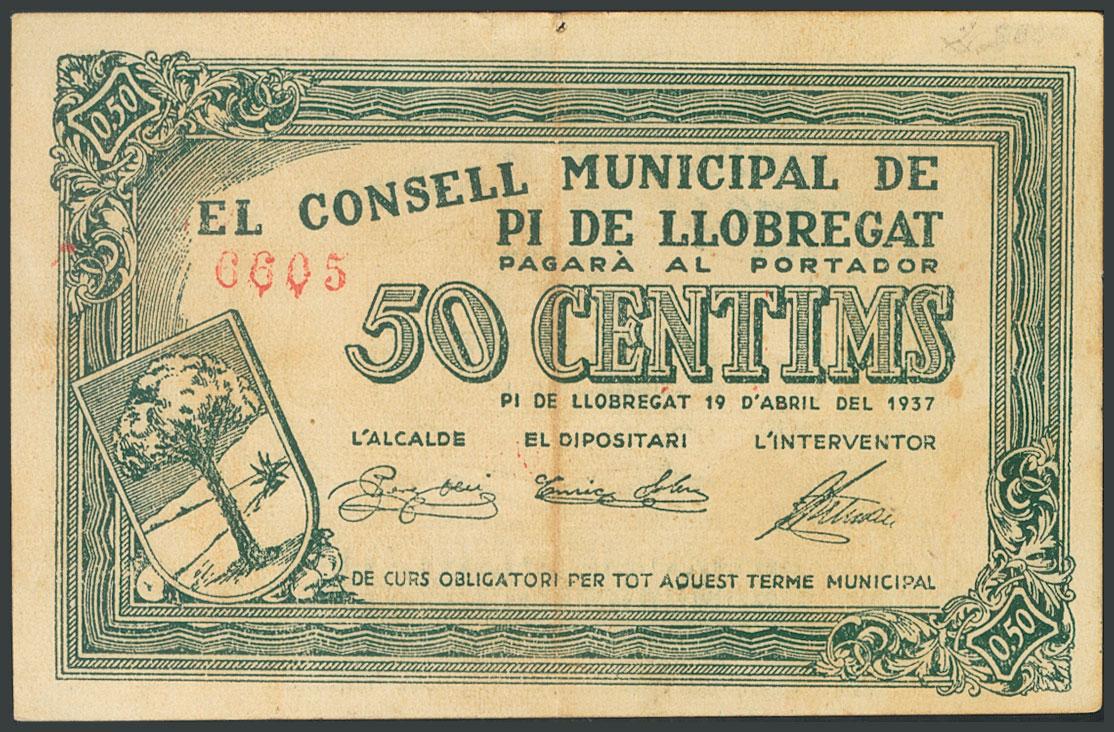 0.50
EL CONSELL MUNICIPAL DE
PI DE LLOBREGAT
6605
PAGARÀ AL PORTADOR
50 CENTIMS
PI DE LLOBREGAT 19 D'ABRIL DEL 1937
L'ALCALDE EL DIPOSITARI L'INTERVENTOR
DE CURS OBLIGATORI PER TOT AQUEST TERME MUNICIPAL
0.50